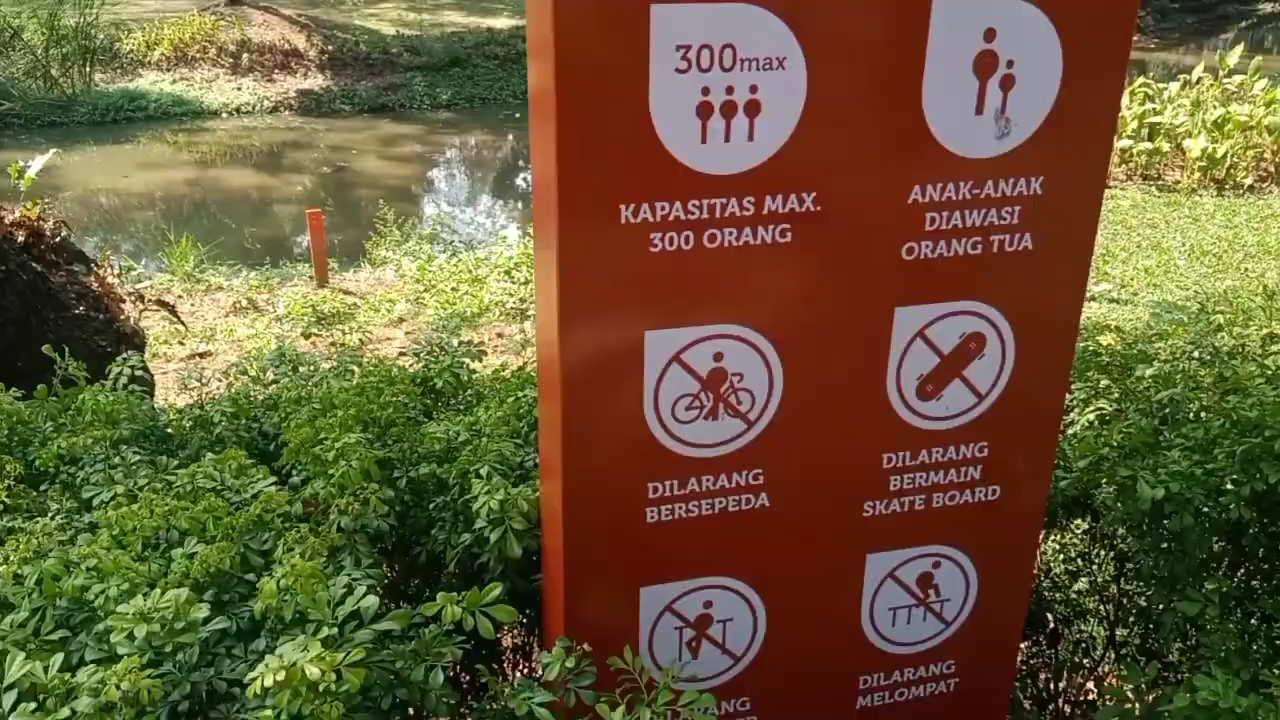 300max
KAPASITAS MAX.
300 ORANG
ANAK-ANAK
DIAWASI
ORANG TUA
DILARANG
BERSEPEDA
DILARANG
BERMAIN
SKATE BOARD
DILARANG
MELOMPAT